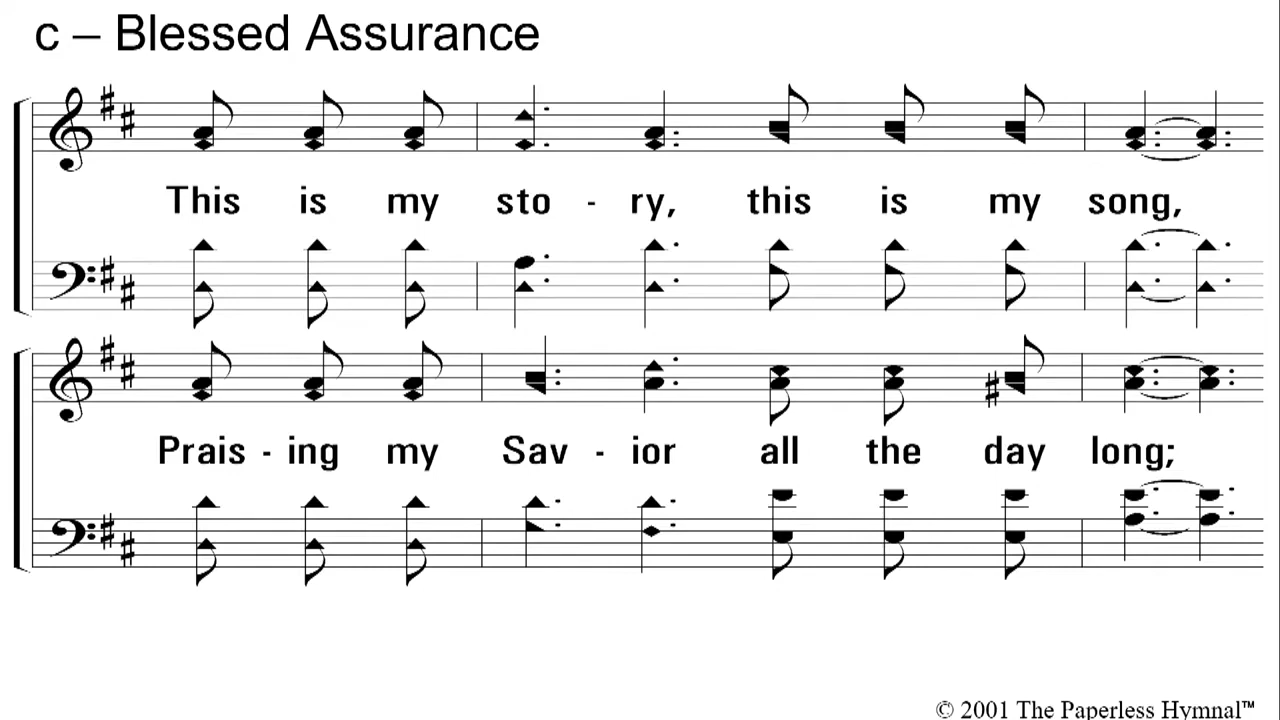 c – Blessed Assurance
This is my sto - ry, this is my song,
Prais - ing my Sav - ior all the day long;
© 2001 The Paperless Hymnal™